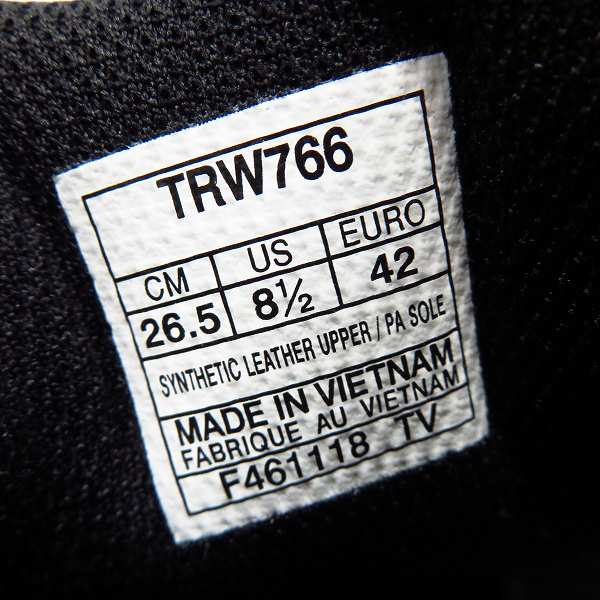 TRW766
CM US EURO
26.5 8½ 42
SYNTHETIC LEATHER UPPER / PA SOLE
MADE IN VIETNAM
FABRIQUE AU VIETNAM
F461118 TV